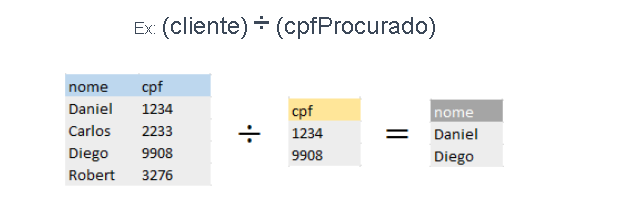 Ex: (cliente) ÷ (cpfProcurado)
nome cpf
Daniel 1234
Carlos 2233
Diego 9908
Robert 3276
÷
cpf
1234
9908
=
nome
Daniel
Diego